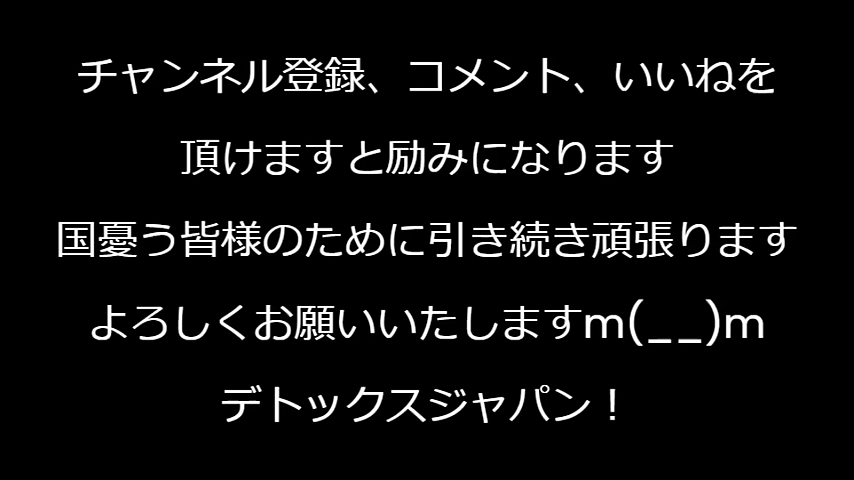 チャンネル登録、コメント、いいねを
頂けますと励みになります
国憂う皆様のために引き続き頑張ります
よろしくお願いいたしますm(__)m
デトックスジャパン！